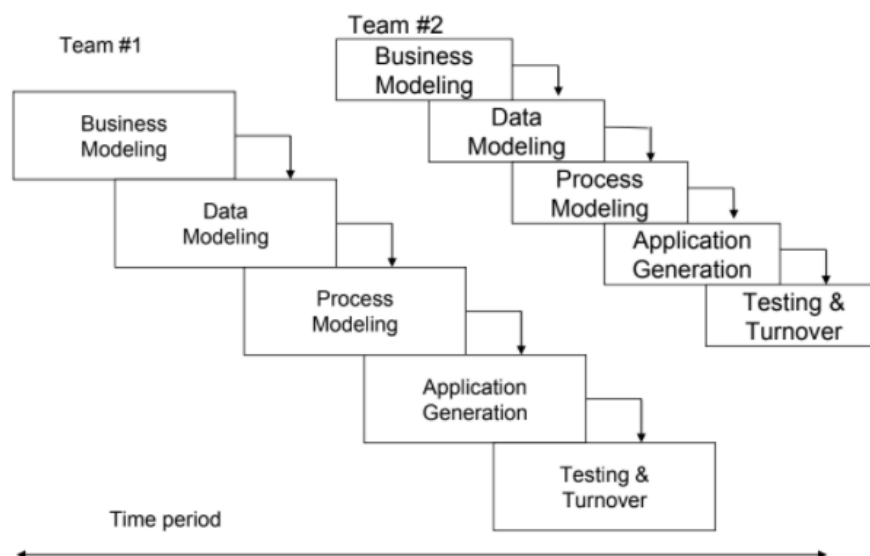 Team #1
Business
Modeling
Data
Modeling
Process
Modeling
Application
Generation
Testing &
Turnover
Team #2
Business
Modeling
Data
Modeling
Process
Modeling
Application
Generation
Testing &
Turnover
Time period